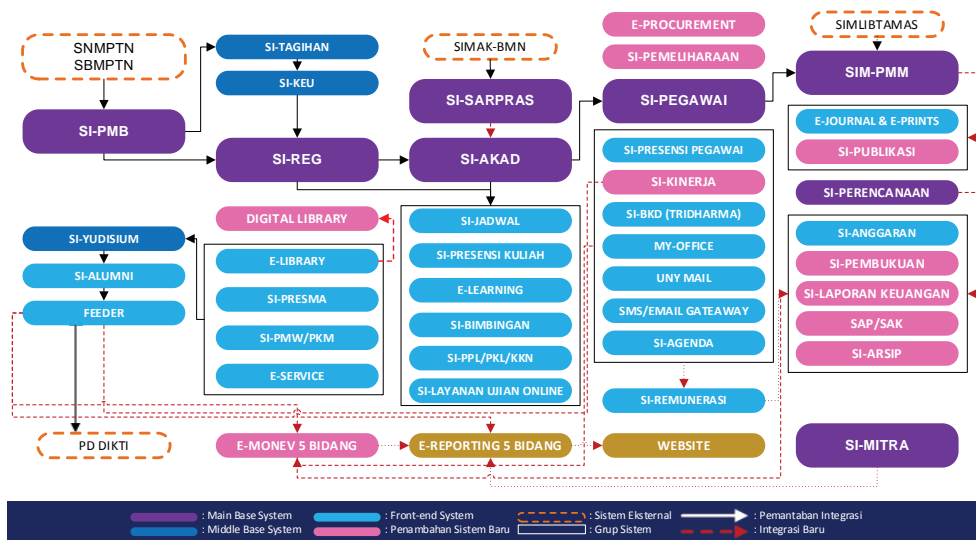 SNMPTN
SBMPTN
SI-PMB
SI-TAGIHAN
SI-KEU
SI-REG
SIMAK-BMN
SI-SARPRAS
SI-AKAD
E-PROCUREMENT
SI-PEMELIHARAAN
SI-PEGAWAI
SIMLIBTAMAS
SIM-PMM
E-JOURNAL & E-PRINTS
SI-PUBLIKASI
SI-PERENCANAAN
SI-ANGGARAN
SI-PEMBUKUAN
SI-LAPORAN KEUANGAN
SAP/SAK
SI-ARSIP
SI-PRESENSI PEGAWAI
SI-KINERJA
SI-BKD (TRIDHARMA)
MY-OFFICE
UNY MAIL
SMS/EMAIL GATEAWAY
SI-AGENDA
SI-REMUNERASI
DIGITAL LIBRARY
E-LIBRARY
SI-PRESMA
SI-PMW/PKM
E-SERVICE
SI-JADWAL
SI-PRESENSI KULIAH
E-LEARNING
SI-BIMBINGAN
SI-PPL/PKL/KKN
SI-LAYANAN UJIAN ONLINE
SI-YUDISIUM
SI-ALUMNI
FEEDER
PD DIKTI
E-MONEV 5 BIDANG
E-REPORTING 5 BIDANG
WEBSITE
SI-MITRA
: Main Base System
: Front-end System
: Sistem Eksternal
: Pemantaban Integrasi
: Middle Base System
: Penambahan Sistem Baru
: Grup Sistem
: Integrasi Baru